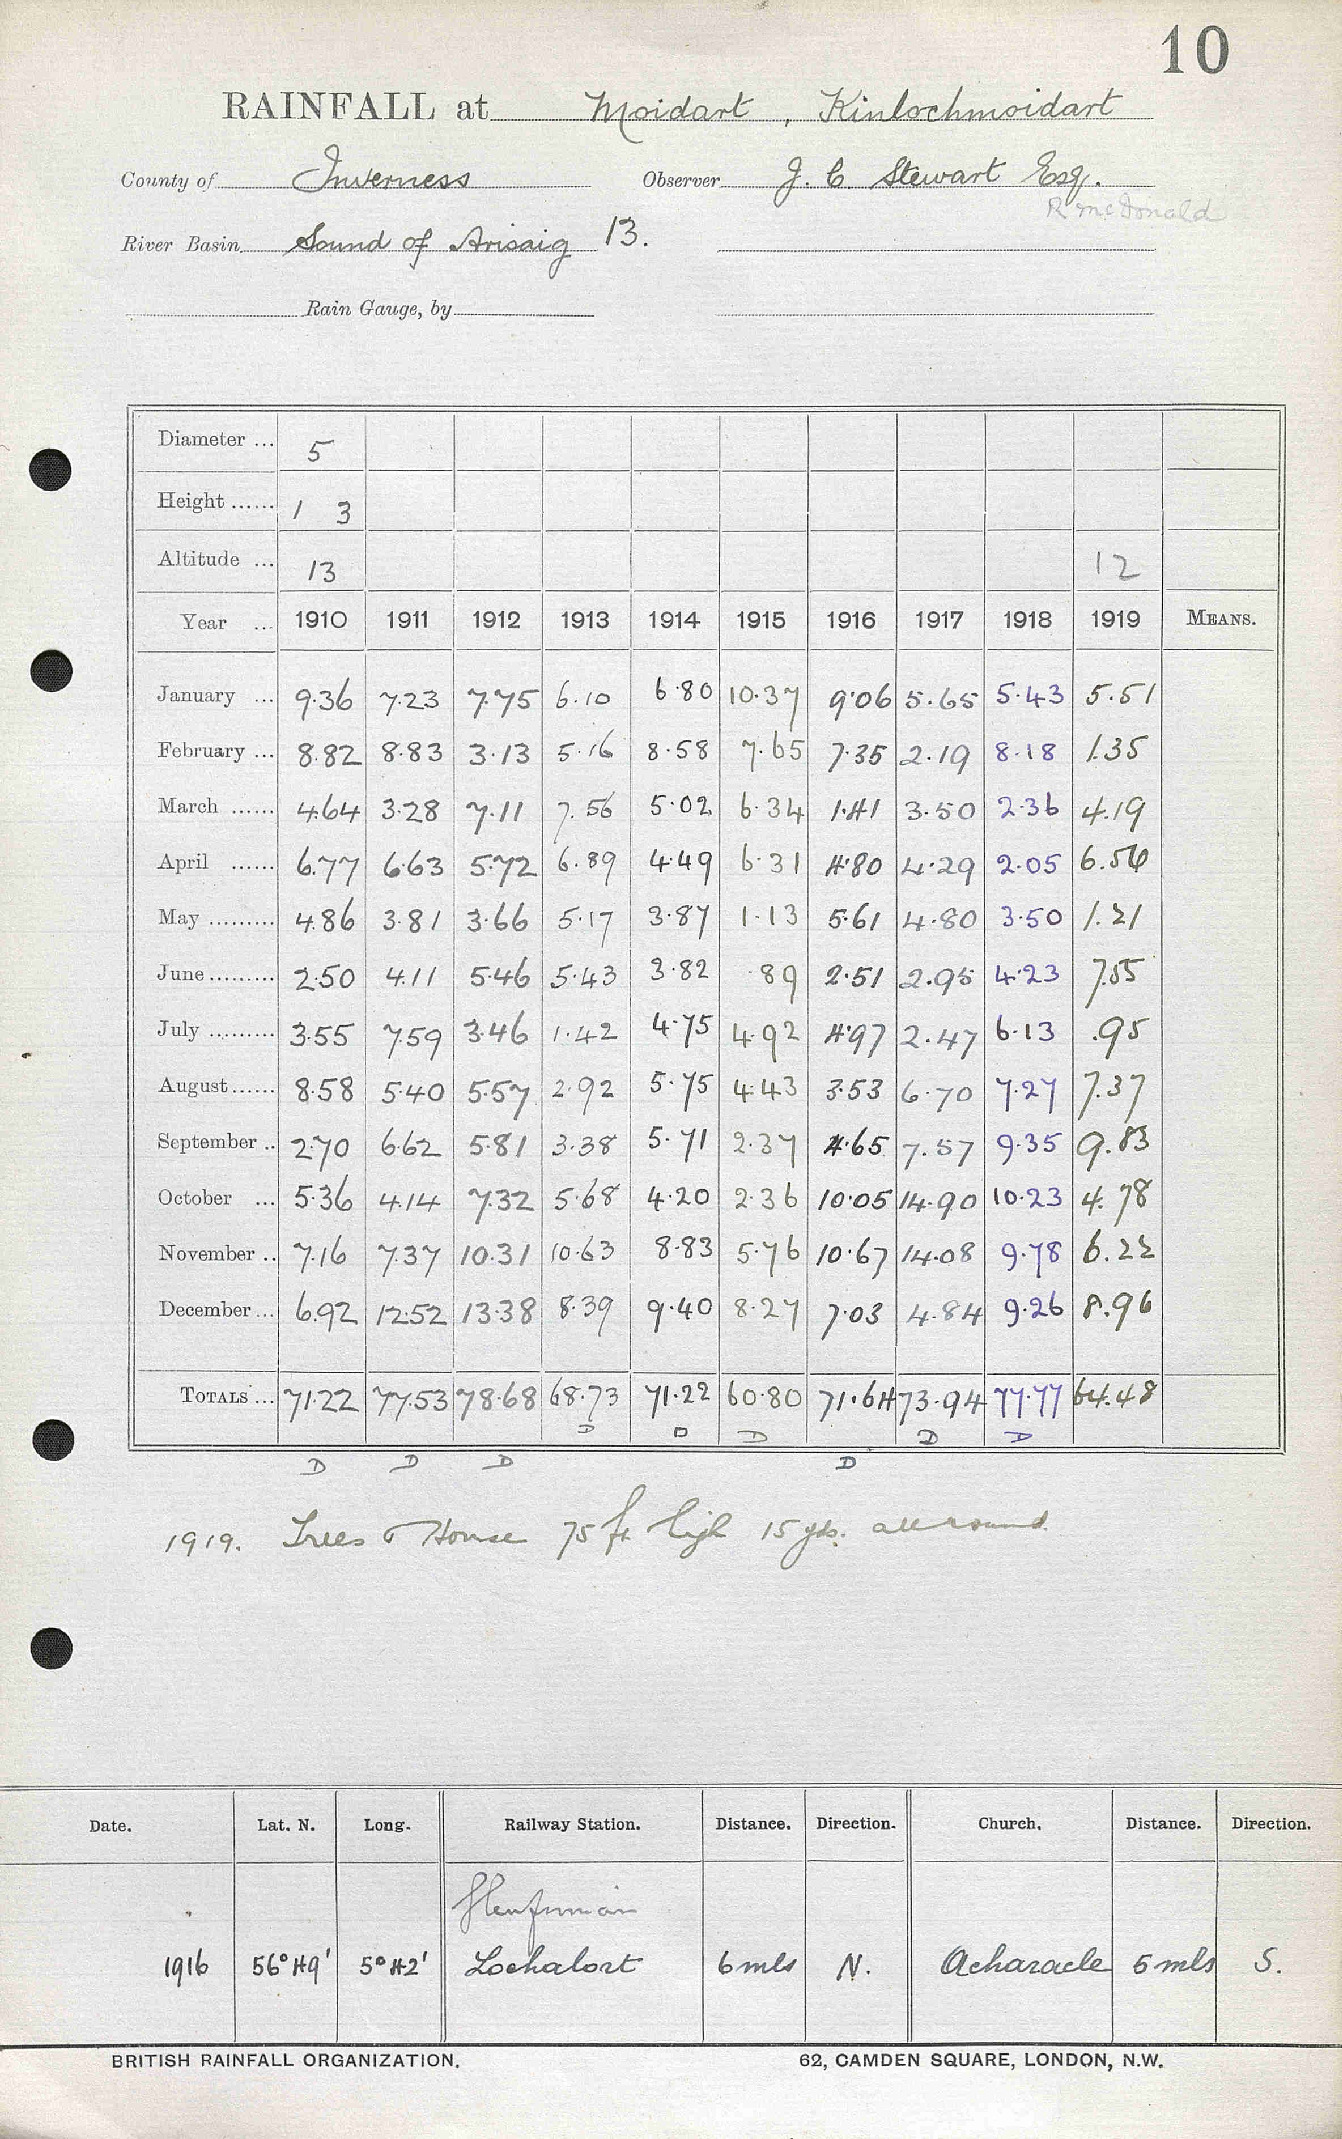 10
RAINFALL at Moidart, Kinlochmoidart
County of Inverness Observer J. C Stewart Esq.
R McDonald
River Basin Sound of Arisaig 13.
Rain Gauge, by
Diameter ... 5
Height ...... 1 3
Altitude ... 13 12
Year ... 1910 1911 1912 1913 1914 1915 1916 1917 1918 1919 MEANS.
January ... 9.36 7.23 7.75 6.10 6.80 10.37 9.06 5.65 5.43 5.51
February ... 8.82 8.83 3.13 5.16 8.58 7.65 7.35 2.19 8.18 1.35
March ...... 4.64 3.28 7.11 7.56 5.02 6.34 1.41 3.50 2.36 4.19
April ...... 6.77 6.63 5.72 6.89 4.49 6.31 4.80 4.29 2.05 6.56
May ......... 4.86 3.81 3.66 5.17 3.87 1.13 5.61 4.80 3.50 1.21
June ......... 2.50 4.11 5.46 5.43 3.82 .89 2.51 2.95 4.23 7.55
July ......... 3.55 7.59 3.46 1.42 4.75 4.92 4.97 2.47 6.13 .95
August ...... 8.58 5.40 5.57 2.92 5.75 4.43 3.53 6.70 7.27 7.37
September .. 2.70 6.62 5.81 3.38 5.71 2.37 4.65 7.57 9.35 9.83
October ... 5.36 4.14 7.32 5.68 4.20 2.36 10.05 14.90 10.23 4.78
November .. 7.16 7.37 10.31 10.63 8.83 5.76 10.67 14.08 9.78 6.22
December ... 6.92 12.52 13.38 8.39 9.40 8.27 7.03 4.84 9.26 8.96
TOTALS ... 71.22 77.53 78.68 68.73 71.22 60.80 71.64 73.94 77.77 64.48
D D D D D
D D D D
1919. Trees & House 75 ft high 15 yds. all round
Date. Lat. N. Long. Railway Station. Distance. Direction. Church. Distance. Direction.
Glenfinnan
1916 56° 49' 5° 42' Lochalort 6 mls N. Acharacle 5 mls S.
BRITISH RAINFALL ORGANIZATION. 62, CAMDEN SQUARE, LONDON, N.W.